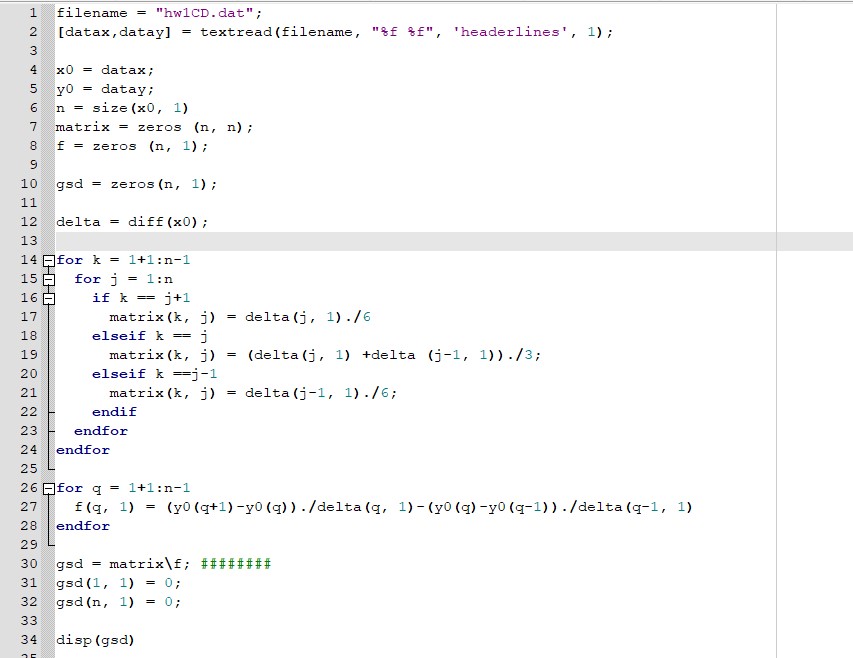 1 filename = "hw1CD.dat";
2 [datax,datay] = textread(filename, "%f %f", 'headerlines', 1);
3
4 x0 = datax;
5 y0 = datay;
6 n = size(x0, 1)
7 matrix = zeros (n, n);
8 f = zeros (n, 1);
9
10 gsd = zeros(n, 1);
11
12 delta = diff(x0);
13
14 for k = 1+1:n-1
15 for j = 1:n
16 if k == j+1
17 matrix(k, j) = delta(j, 1)./6
18 elseif k == j
19 matrix(k, j) = (delta(j, 1) +delta (j-1, 1))./3;
20 elseif k ==j-1
21 matrix(k, j) = delta(j-1, 1)./6;
22 endif
23 endfor
24 endfor
25
26 for q = 1+1:n-1
27 f(q, 1) = (y0(q+1)-y0(q))./delta(q, 1)-(y0(q)-y0(q-1))./delta(q-1, 1)
28 endfor
29
30 gsd = matrix\f; ########
31 gsd(1, 1) = 0;
32 gsd(n, 1) = 0;
33
34 disp(gsd)
35